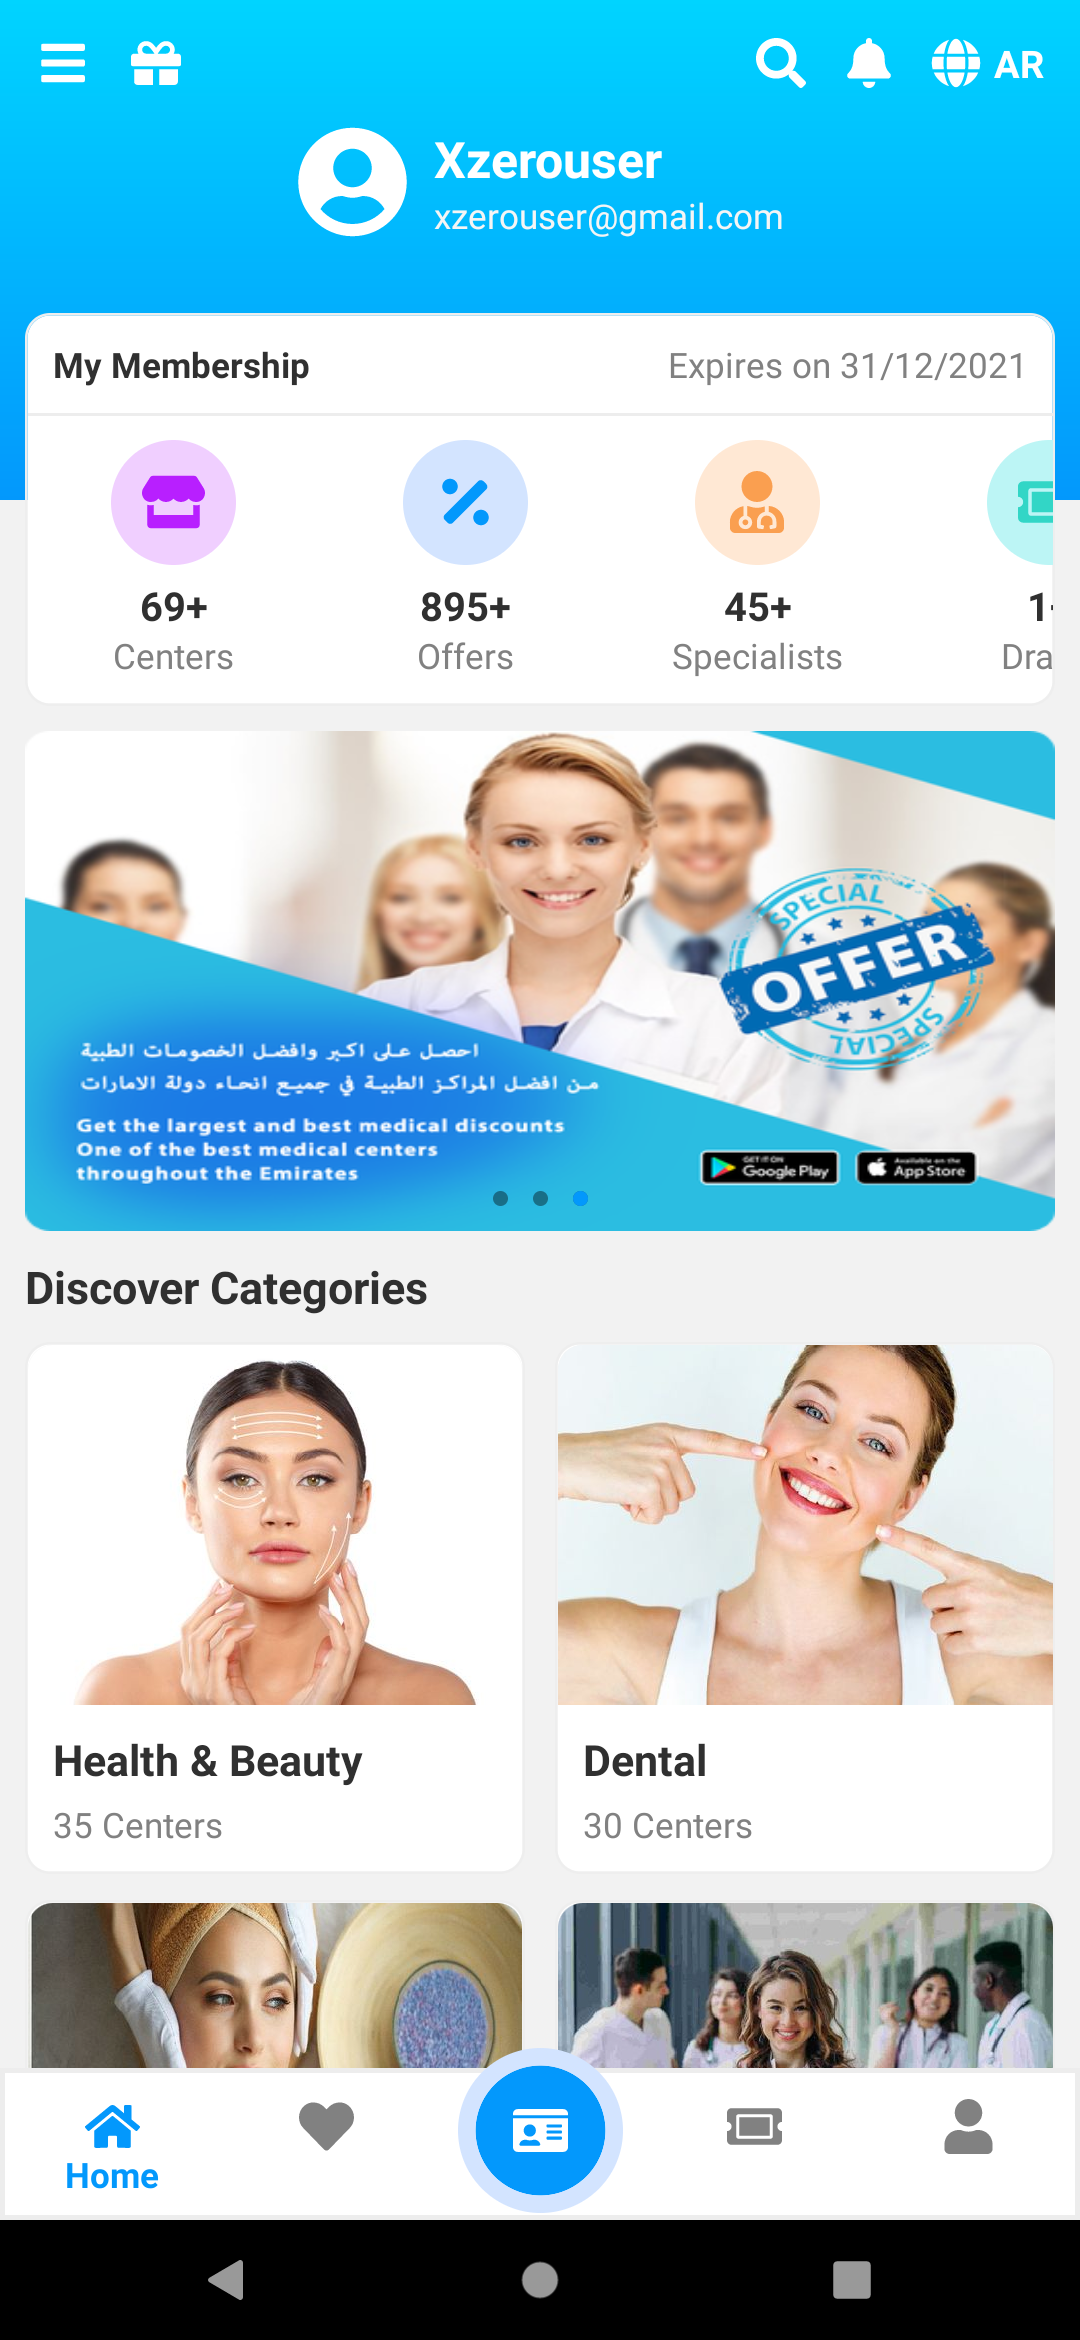 AR
Xzerouser
xzerouser@gmail.com
My Membership
Expires on 31/12/2021
69+
Centers
895+
Offers
45+
Specialists
1
Dra
SPECIAL
OFFER
SPECIAL
احصل على اكبر وافضل الخصومات الطبية
من افضل المراكز الطبية في جميع انحاء دولة الامارات
Get the largest and best medical discounts
One of the best medical centers
throughout the Emirates
GET IT ON
Google Play
Available on the
App Store
Discover Categories
Health & Beauty
35 Centers
Dental
30 Centers
Home